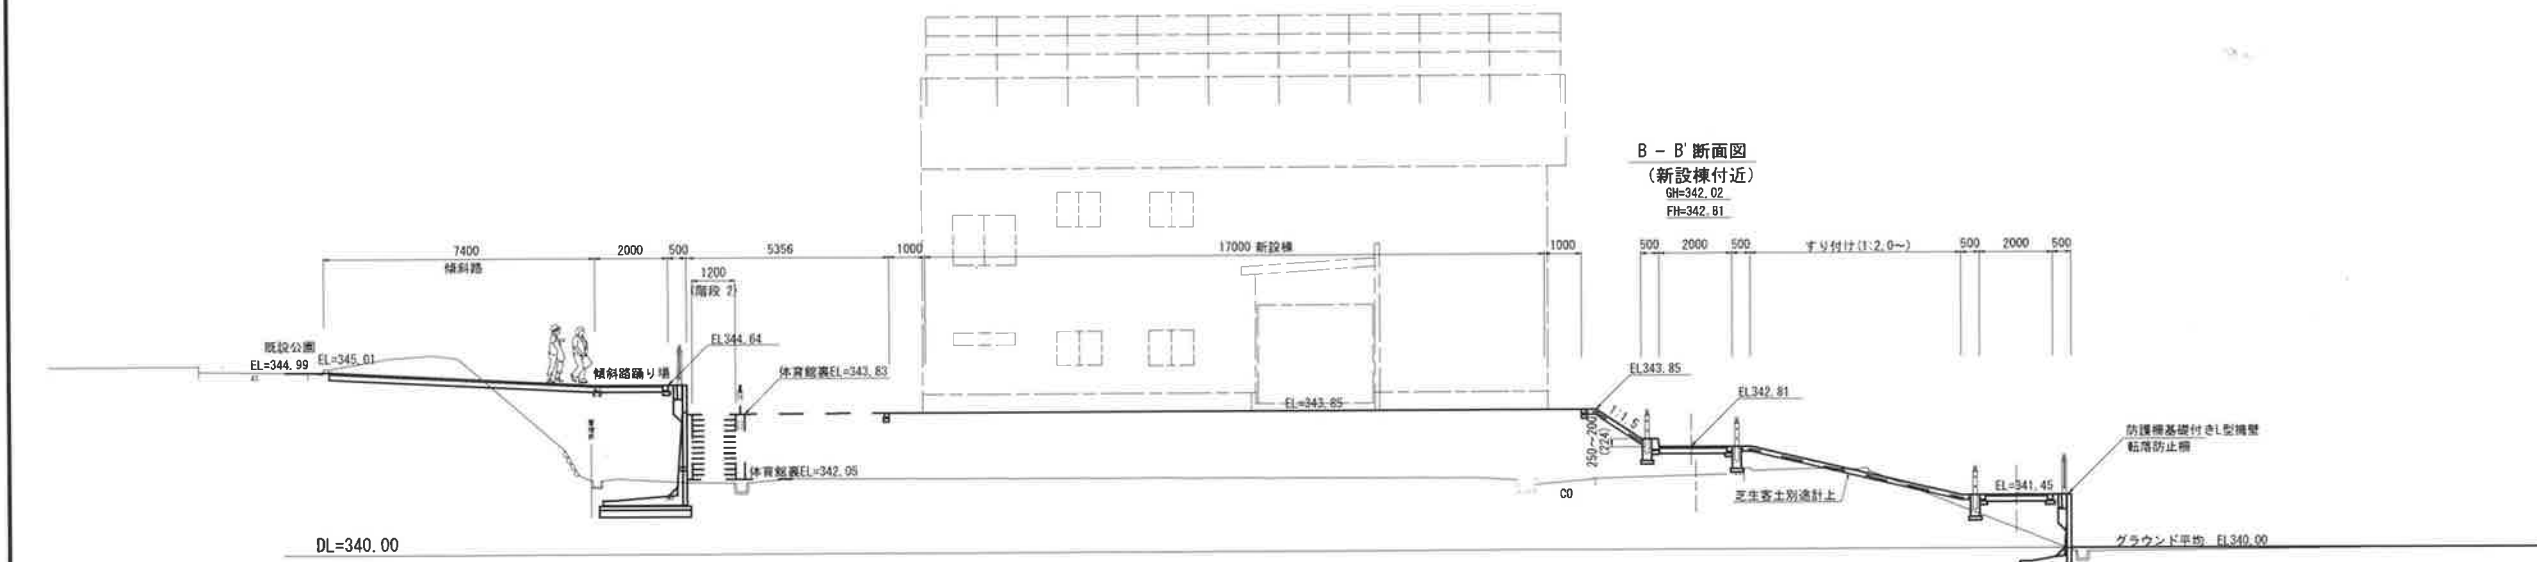 B - B' 断面図
(新設棟付近)
GH=342.02
FH=342.81
7400
2000
500
5356
1000
17000 新設棟
1000
500
2000
500
すり付け(1:2.0～)
500
2000
500
傾斜路
1200
(階段 2)
既設公園
EL=344.99
EL=345.01
傾斜路踊り場
EL344.64
体育館裏EL=343.83
体育館裏EL=342.05
EL=343.85
EL343.85
1:1.5
250～200
(224)
EL342.81
CO
芝生客土別途計上
EL=341.45
防護柵基礎付きL型擁壁
転落防止柵
DL=340.00
グラウンド平均 EL340.00